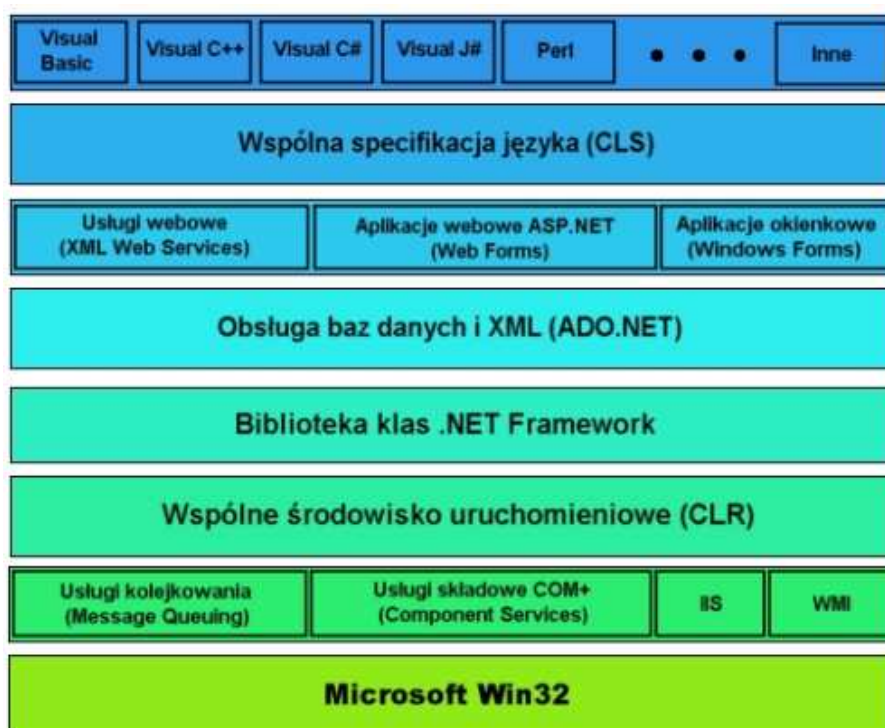 Visual
Basic
Visual C++
Visual C#
Visual J#
Perl
• • •
Inne
Wspólna specyfikacja języka (CLS)
Usługi webowe
(XML Web Services)
Aplikacje webowe ASP.NET
(Web Forms)
Aplikacje okienkowe
(Windows Forms)
Obsługa baz danych i XML (ADO.NET)
Biblioteka klas .NET Framework
Wspólne środowisko uruchomieniowe (CLR)
Usługi kolejkowania
(Message Queuing)
Usługi składowe COM+
(Component Services)
IIS
WMI
Microsoft Win32